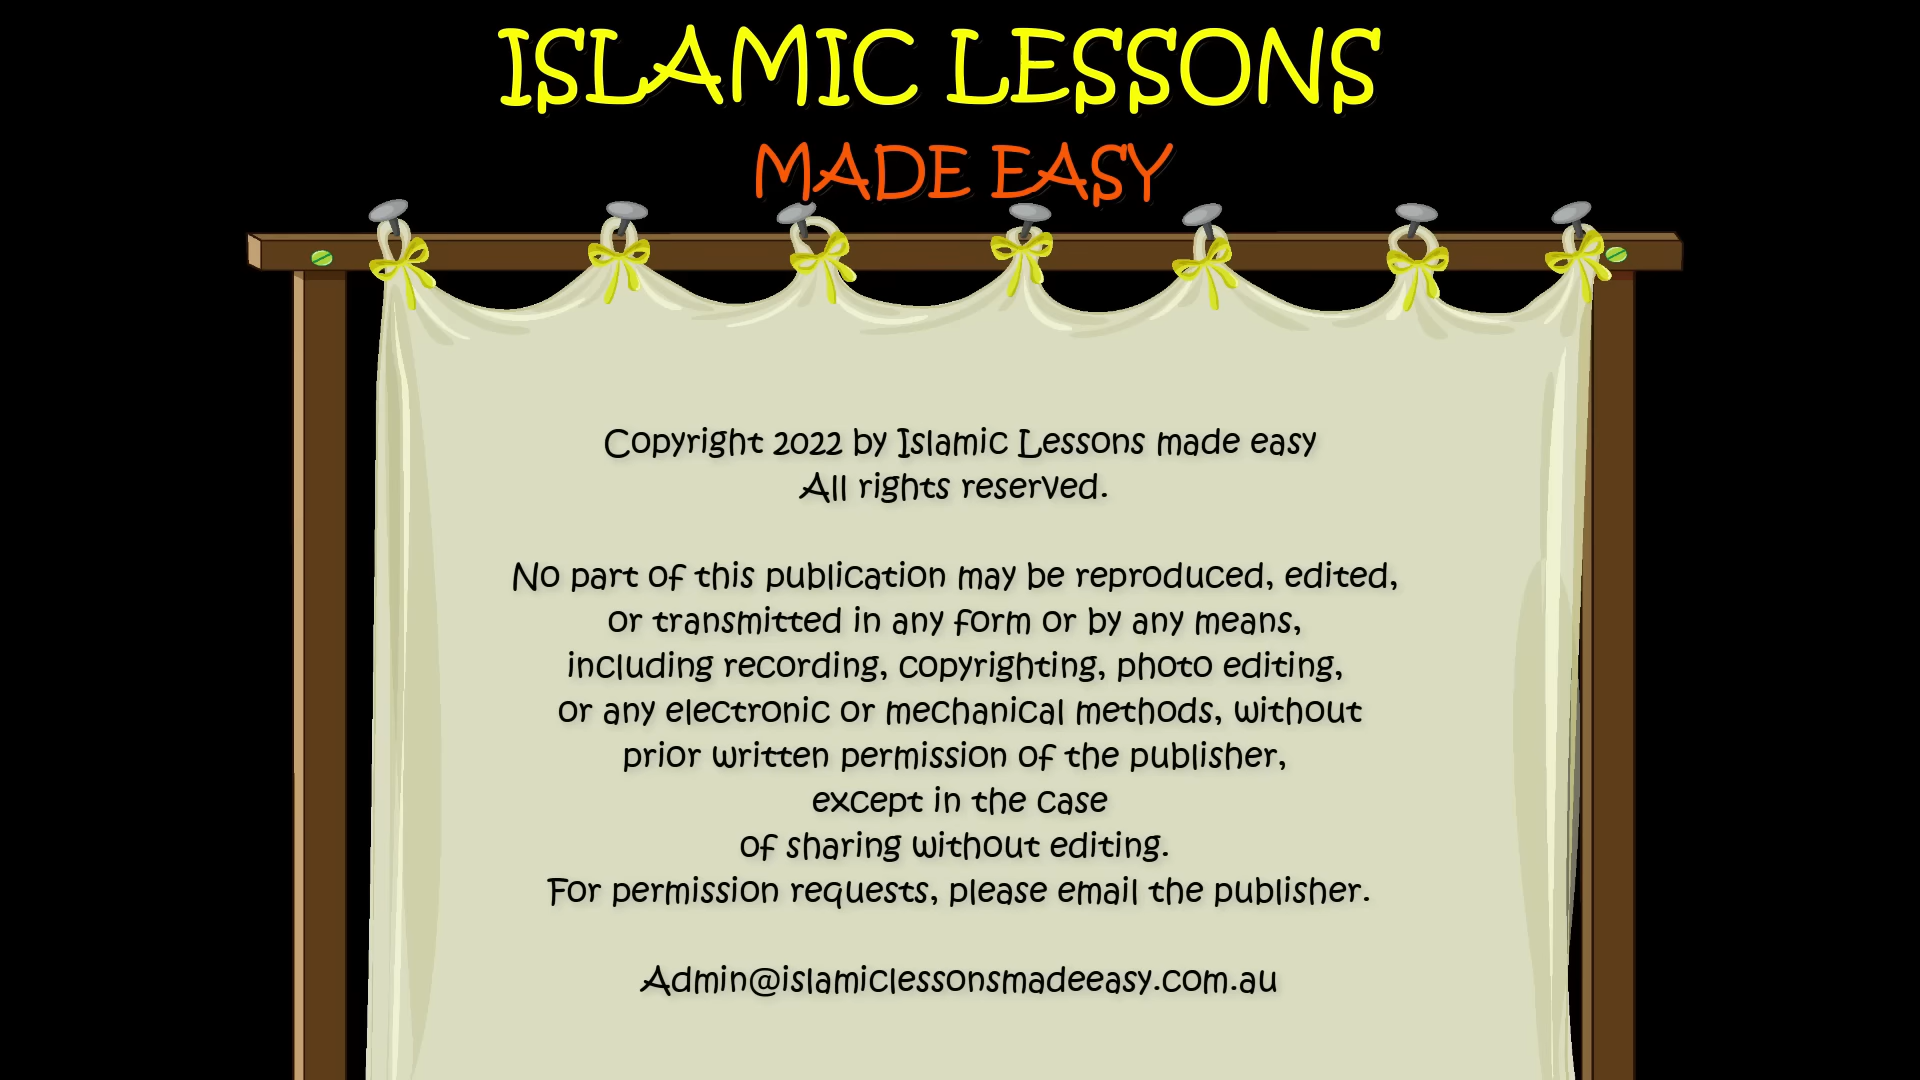 ISLAMIC LESSONS
MADE EASY
Copyright 2022 by Islamic Lessons made easy
All rights reserved.
No part of this publication may be reproduced, edited,
or transmitted in any form or by any means,
including recording, copyrighting, photo editing,
or any electronic or mechanical methods, without
prior written permission of the publisher,
except in the case
of sharing without editing.
For permission requests, please email the publisher.
Admin@islamiclessonsmadeeasy.com.au